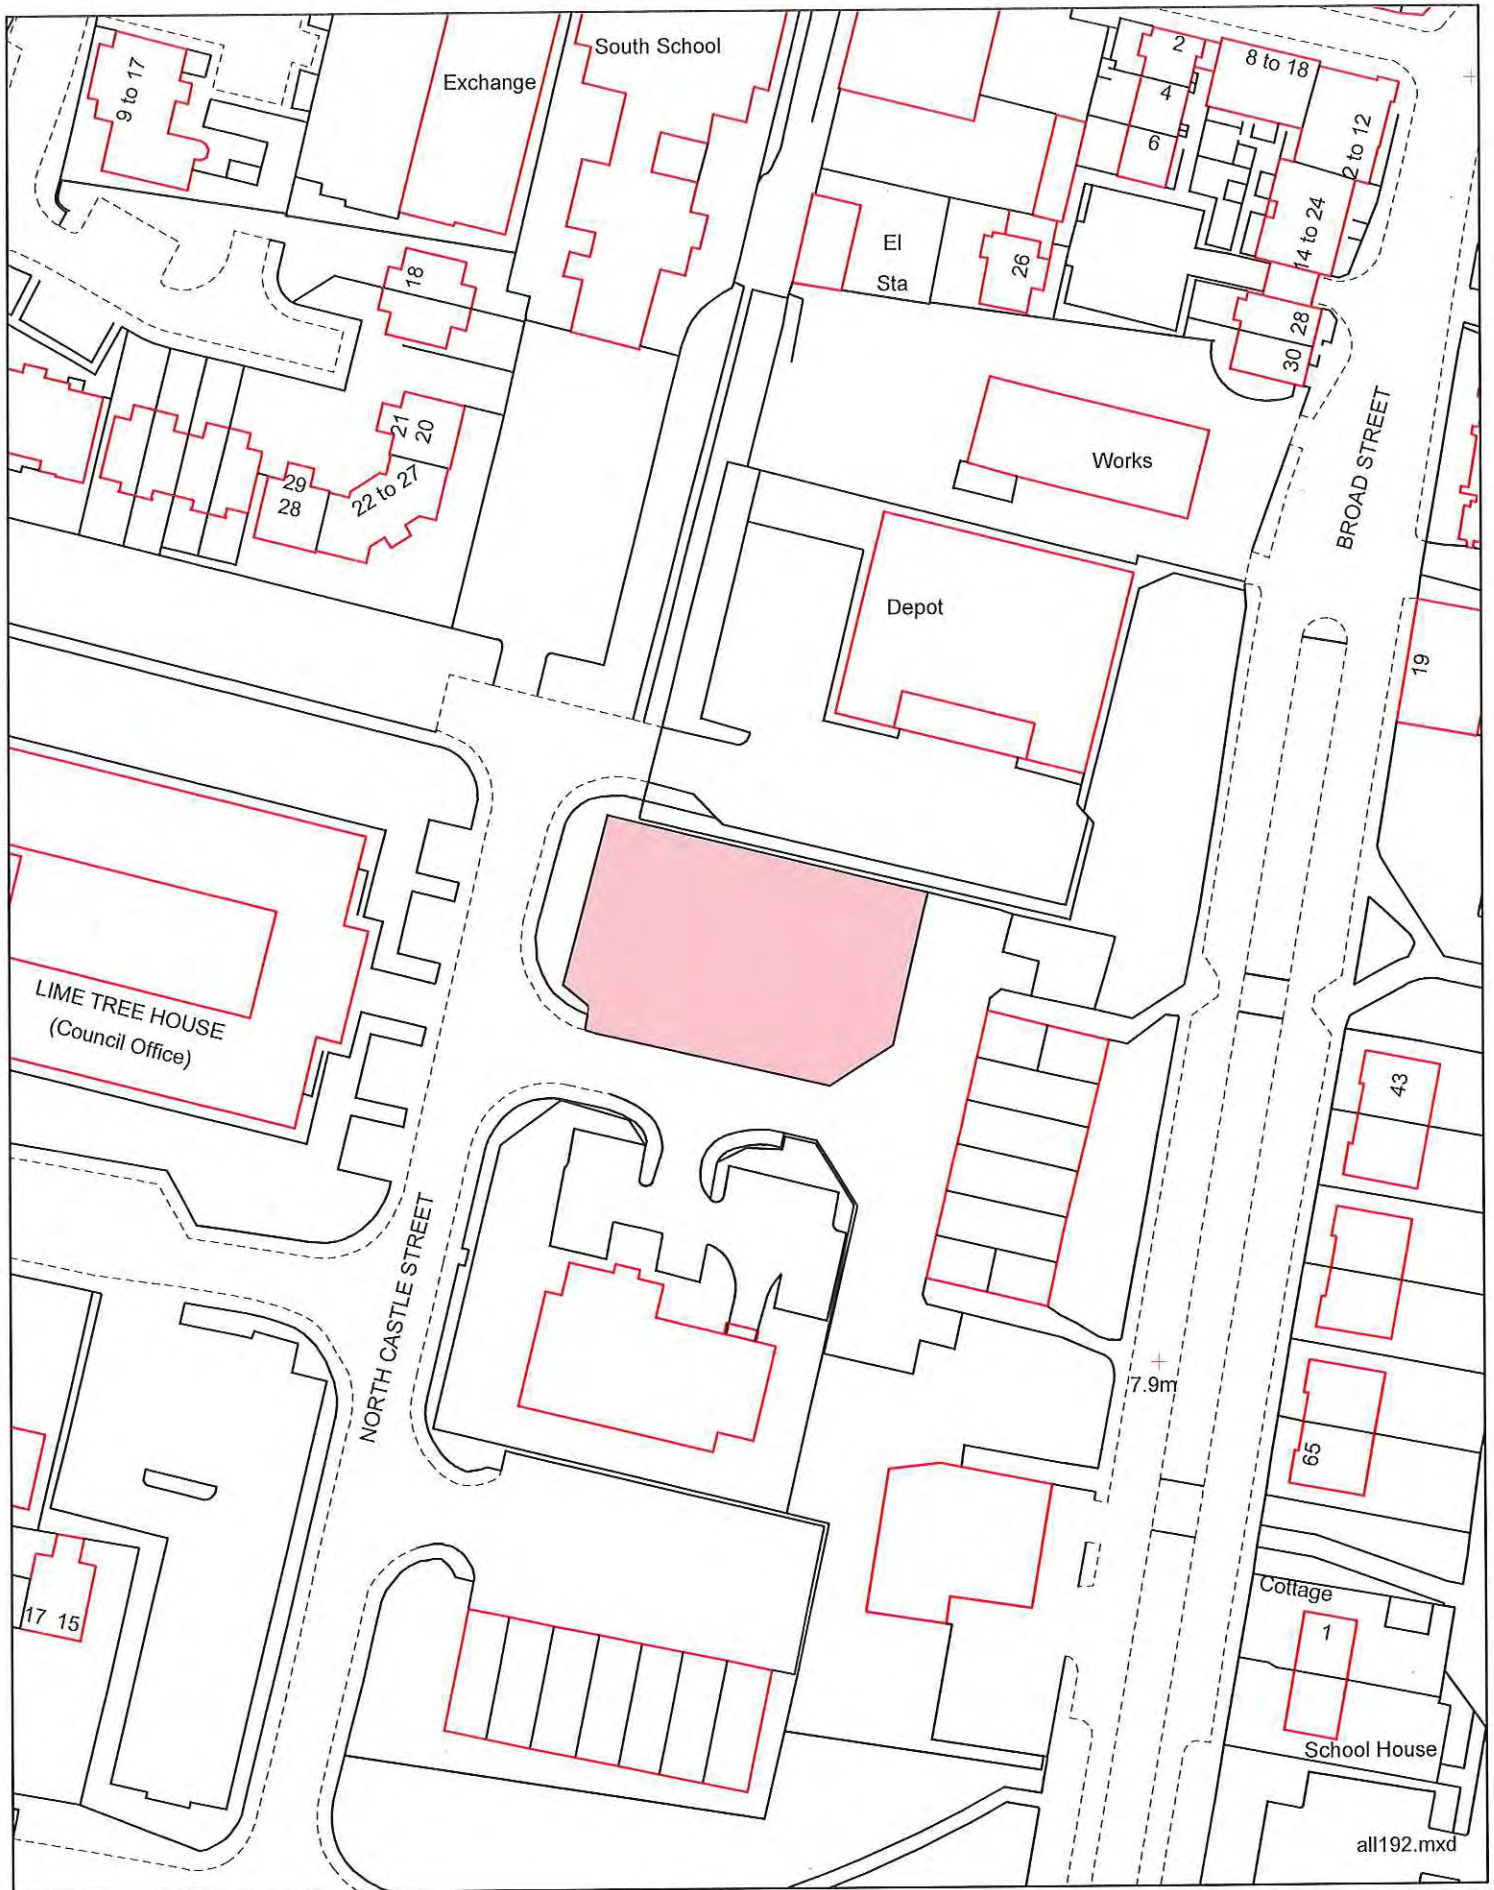 South School
Exchange
9 to 17
2
4
6
8 to 18
2 to 12
14 to 24
El
Sta
26
18
28
30
21
20
22 to 27
29
28
Works
BROAD STREET
Depot
19
LIME TREE HOUSE
(Council Office)
43
NORTH CASTLE STREET
7.9m
65
17 15
Cottage
1
School House
all192.mxd